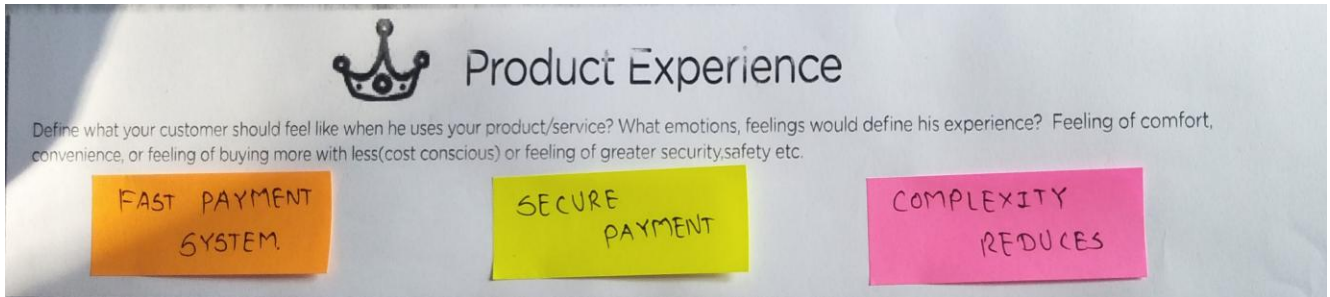 Product Experience
Define what your customer should feel like when he uses your product/service? What emotions, feelings would define his experience? Feeling of comfort,
convenience, or feeling of buying more with less(cost conscious) or feeling of greater security,safety etc.
FAST PAYMENT
SYSTEM.
SECURE
PAYMENT
COMPLEXITY
REDUCES